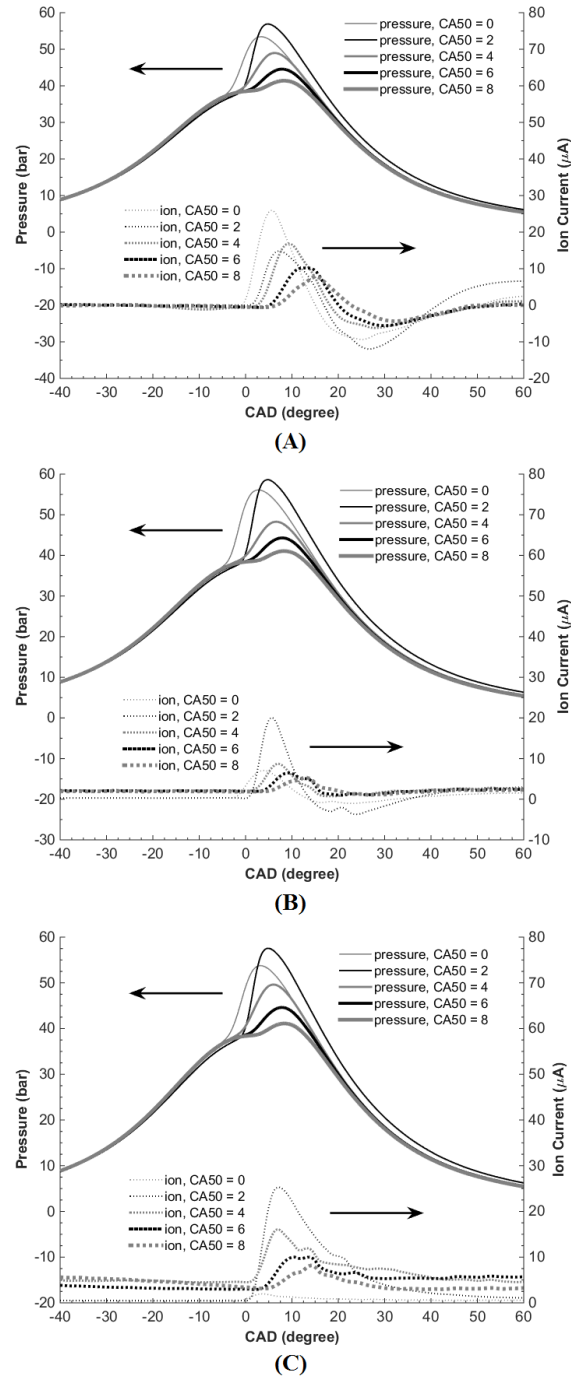 60
50
40
30
20
10
0
-10
-20
-30
-40
Pressure (bar)
pressure, CA50 = 0
pressure, CA50 = 2
pressure, CA50 = 4
pressure, CA50 = 6
pressure, CA50 = 8
ion, CA50 = 0
ion, CA50 = 2
ion, CA50 = 4
ion, CA50 = 6
ion, CA50 = 8
80
70
60
50
40
30
20
10
0
-10
-20
Ion Current (μA)
-40 -30 -20 -10 0 10 20 30 40 50 60
CAD (degree)
(A)
60
50
40
30
20
10
0
-10
-20
-30
Pressure (bar)
pressure, CA50 = 0
pressure, CA50 = 2
pressure, CA50 = 4
pressure, CA50 = 6
pressure, CA50 = 8
ion, CA50 = 0
ion, CA50 = 2
ion, CA50 = 4
ion, CA50 = 6
ion, CA50 = 8
80
70
60
50
40
30
20
10
0
-10
Ion Current (μA)
-40 -30 -20 -10 0 10 20 30 40 50 60
CAD (degree)
(B)
60
50
40
30
20
10
0
-10
-20
Pressure (bar)
pressure, CA50 = 0
pressure, CA50 = 2
pressure, CA50 = 4
pressure, CA50 = 6
pressure, CA50 = 8
ion, CA50 = 0
ion, CA50 = 2
ion, CA50 = 4
ion, CA50 = 6
ion, CA50 = 8
80
70
60
50
40
30
20
10
0
Ion Current (μA)
-40 -30 -20 -10 0 10 20 30 40 50 60
CAD (degree)
(C)